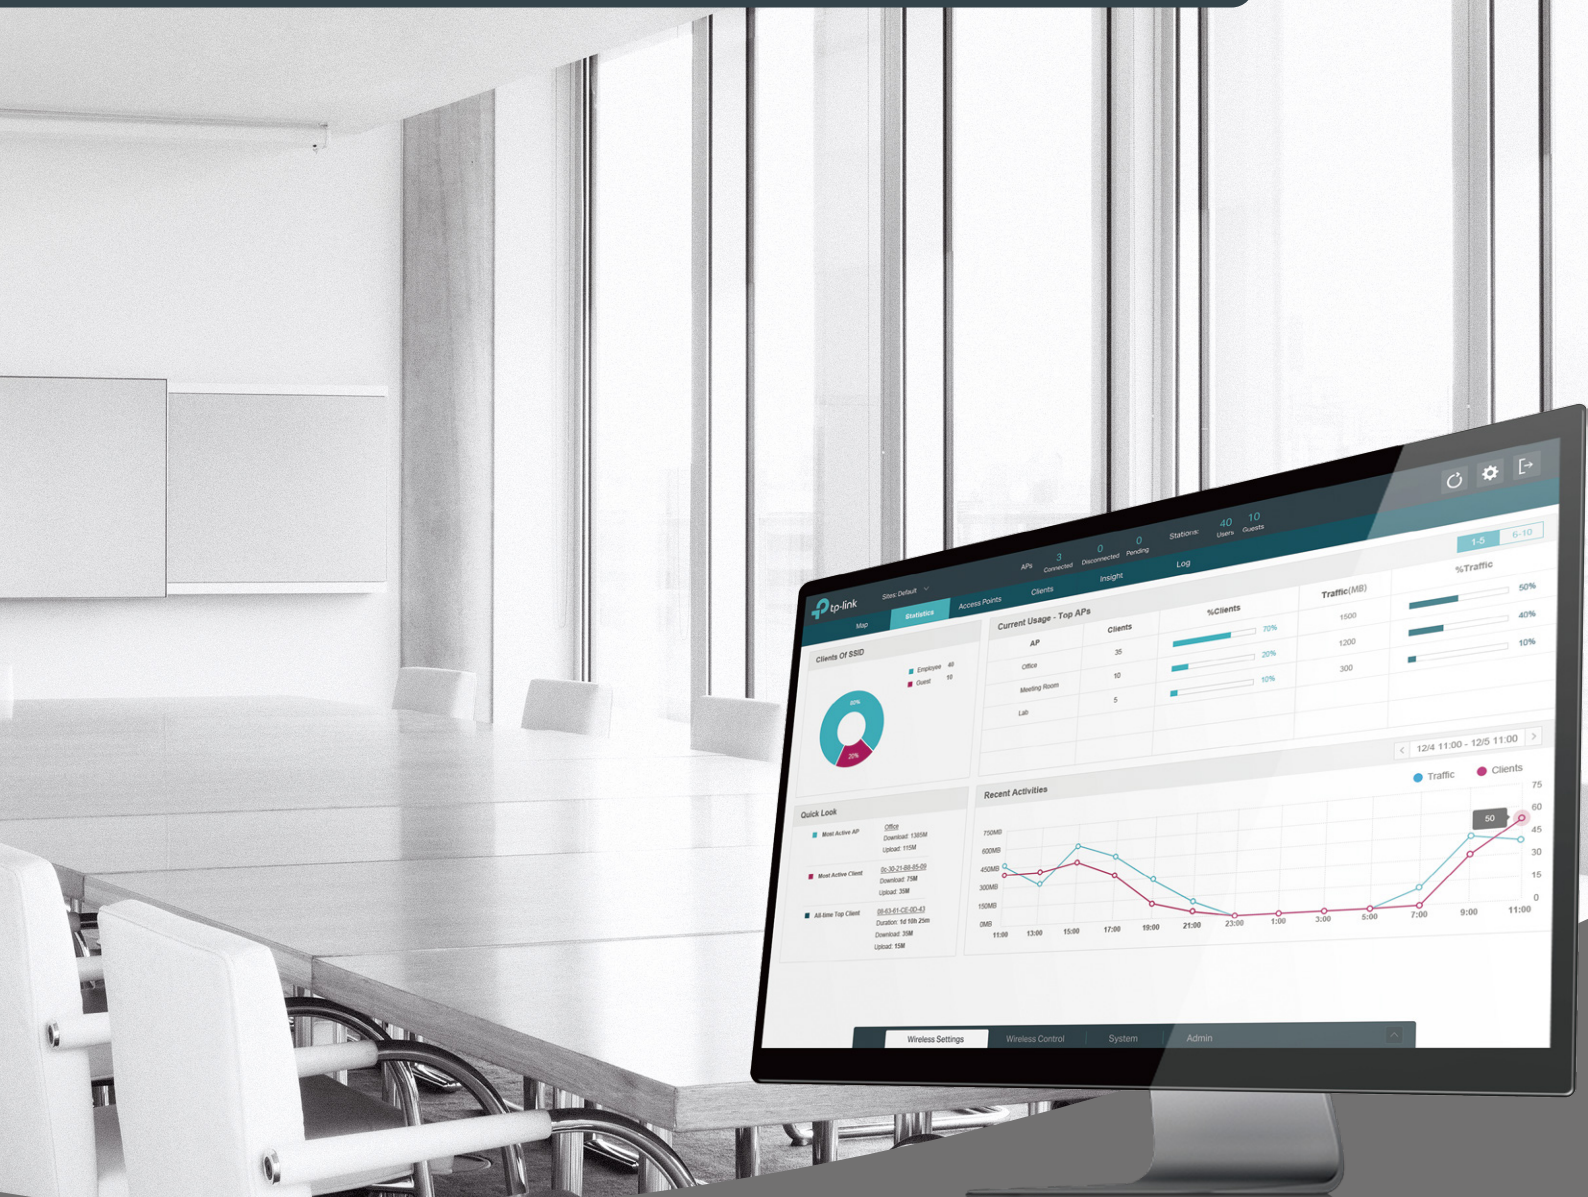 tp-link
Sites: Default
APs
3
Connected
0
Disconnected
0
Pending
Stations:
40
Users
10
Guests
Map
Statistics
Access Points
Clients
Insight
Log
Clients Of SSID
Employee 40
Guest 10
80%
20%
Current Usage - Top APs
1-5 6-10
AP Clients %Clients Traffic(MB) %Traffic
Office 35 70% 1500 50%
Meeting Room 10 20% 1200 40%
Lab 5 10% 300 10%
Quick Look
Most Active AP Office
Download: 1385M
Upload: 115M
Most Active Client
Download: 75M
Upload: 35M
All-time Top Client
Duration: 1d 10h 25m
Download: 35M
Upload: 15M
Recent Activities
12/4 11:00 - 12/5 11:00
Traffic Clients
750MB
600MB
450MB
300MB
150MB
0MB
75
60
45
30
15
0
50
11:00 13:00 15:00 17:00 19:00 21:00 23:00 1:00 3:00 5:00 7:00 9:00 11:00
Wireless Settings Wireless Control System Admin